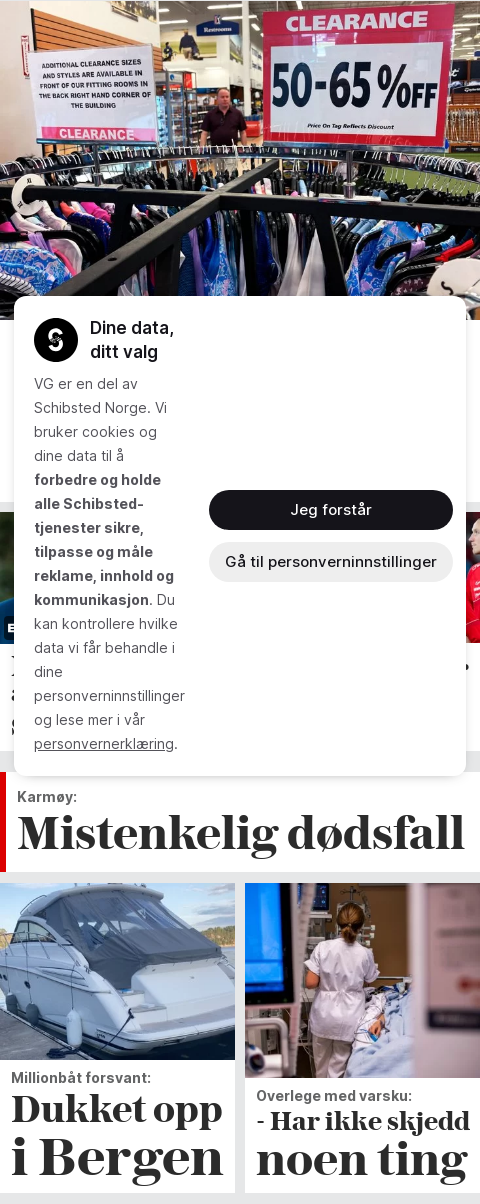 Restrooms
ADDITIONAL CLEARANCE SIZES
AND STYLES ARE AVAILABLE IN
FRONT OF OUR FITTING ROOMS IN
THE BACK RIGHT HAND CORNER OF
THE BUILDING
CLEARANCE
CLEARANCE
50-65% OFF
Price On Tag Reflects Discount
Dine data,
ditt valg
VG er en del av
Schibsted Norge. Vi
bruker cookies og
dine data til å
forbedre og holde
alle Schibsted-
tjenester sikre,
tilpasse og måle
reklame, innhold og
kommunikasjon. Du
kan kontrollere hvilke
data vi får behandle i
dine
personverninnstillinger
og lese mer i vår
personvernerklæring.
Jeg forstår
Gå til personverninnstillinger
Karmøy:
Mistenkelig dødsfall
Millionbåt forsvant:
Dukket opp
i Bergen
Overlege med varsku:
- Har ikke skjedd
noen ting